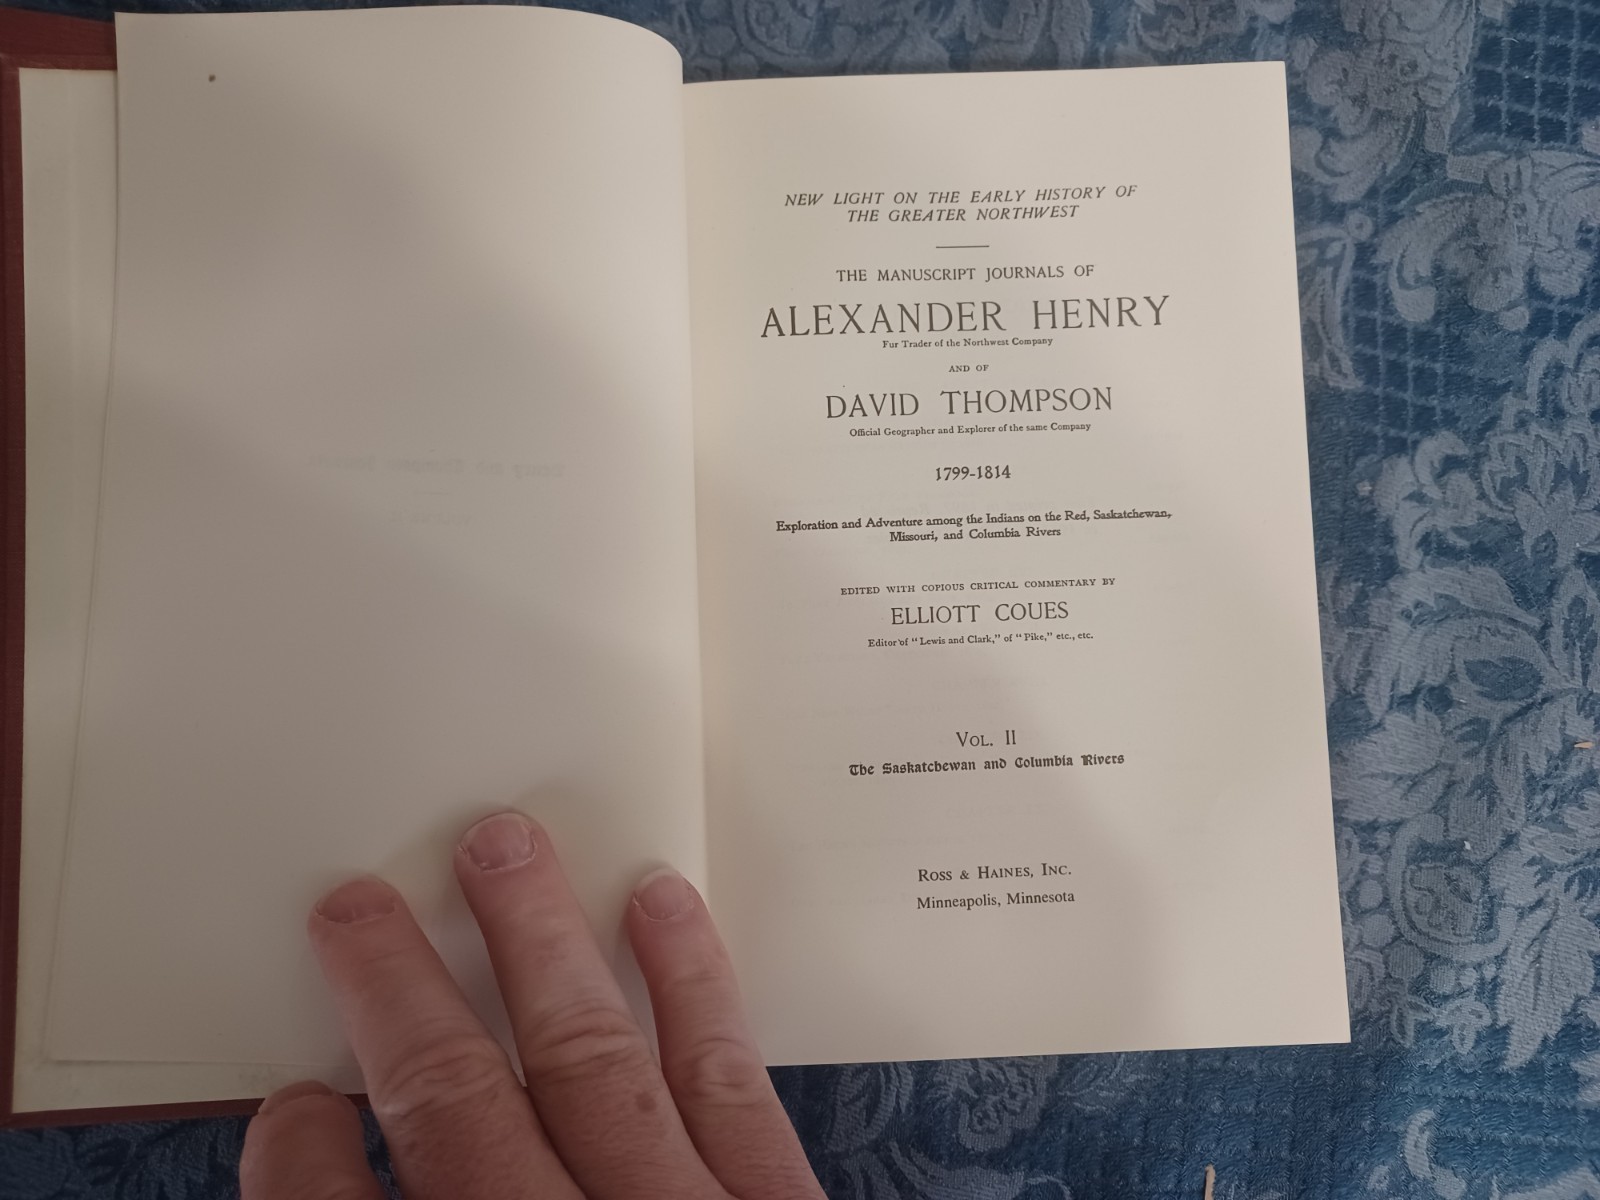 NEW LIGHT ON THE EARLY HISTORY OF
THE GREATER NORTHWEST
THE MANUSCRIPT JOURNALS OF
ALEXANDER HENRY
Fur Trader of the Northwest Company
AND OF
DAVID THOMPSON
Official Geographer and Explorer of the same Company
1799-1814
Exploration and Adventure among the Indians on the Red, Saskatchewan,
Missouri, and Columbia Rivers
EDITED WITH COPIOUS CRITICAL COMMENTARY BY
ELLIOTT COUES
Editor of "Lewis and Clark," of "Pike," etc., etc.
VOL. II
The Saskatchewan and Columbia Rivers
ROSS & HAINES, INC.
Minneapolis, Minnesota